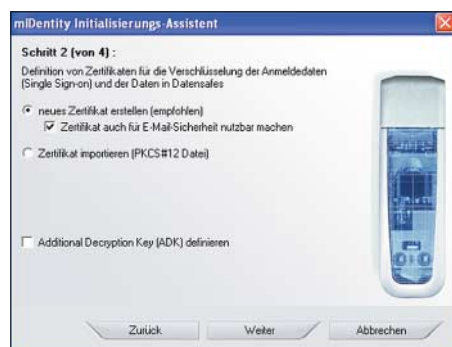 mIDentity Initialisierungs-Assistent
Schritt 2 (von 4) :
Definition von Zertifikaten für die Verschlüsselung der Anmeldedaten
(Single Sign-on) und der Daten in Datensafes
neues Zertifikat erstellen (empfohlen)
Zertifikat auch für E-Mail-Sicherheit nutzbar machen
Zertifikat importieren (PKCS#12 Datei)
Additional Decryption Key (ADK) definieren
Zurück
Weiter
Abbrechen